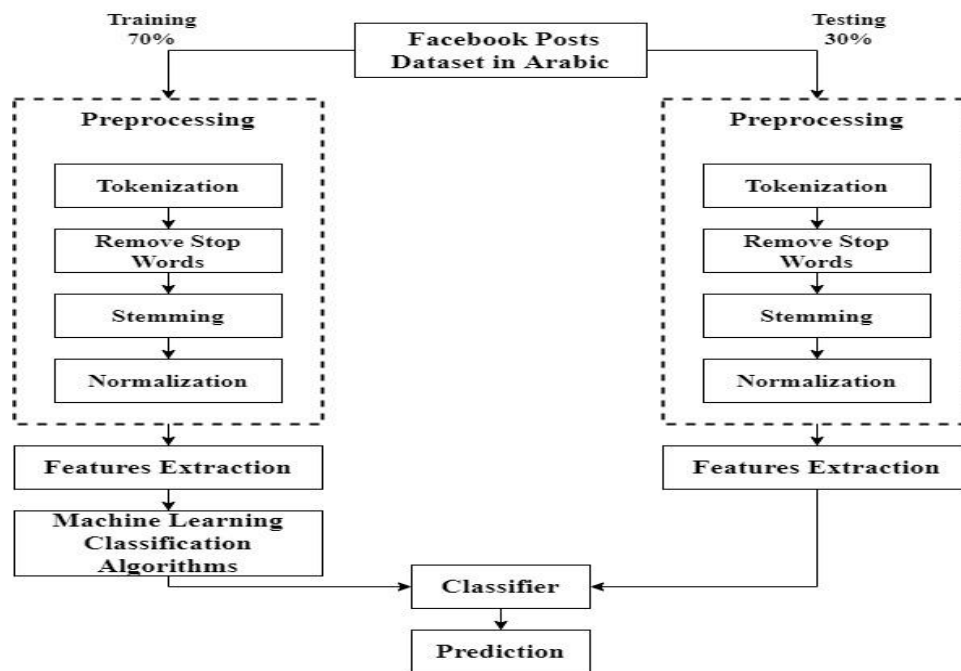 Training
70%
Facebook Posts
Dataset in Arabic
Testing
30%
Preprocessing
Tokenization
Remove Stop
Words
Stemming
Normalization
Features Extraction
Machine Learning
Classification
Algorithms
Preprocessing
Tokenization
Remove Stop
Words
Stemming
Normalization
Features Extraction
Classifier
Prediction